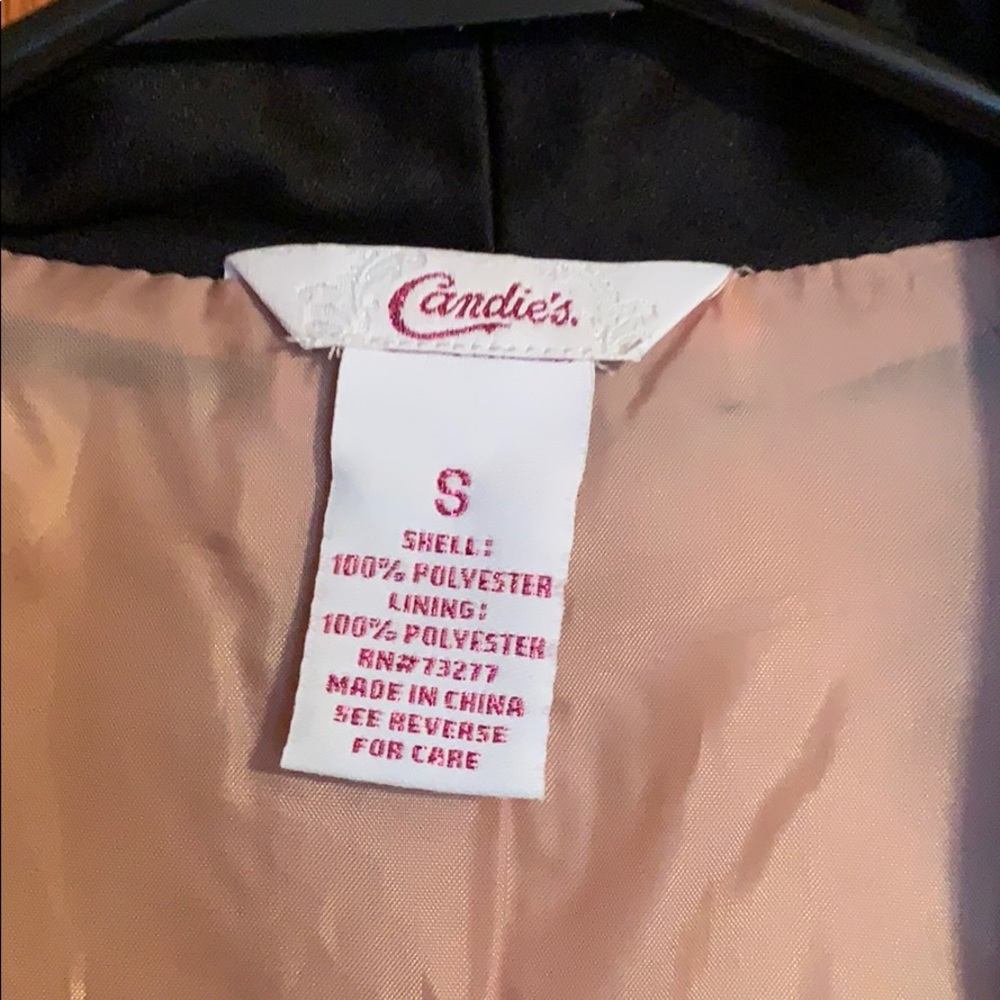 Candie's.
S
SHELL:
100% POLYESTER
LINING:
100% POLYESTER
RN#73277
MADE IN CHINA
SEE REVERSE
FOR CARE